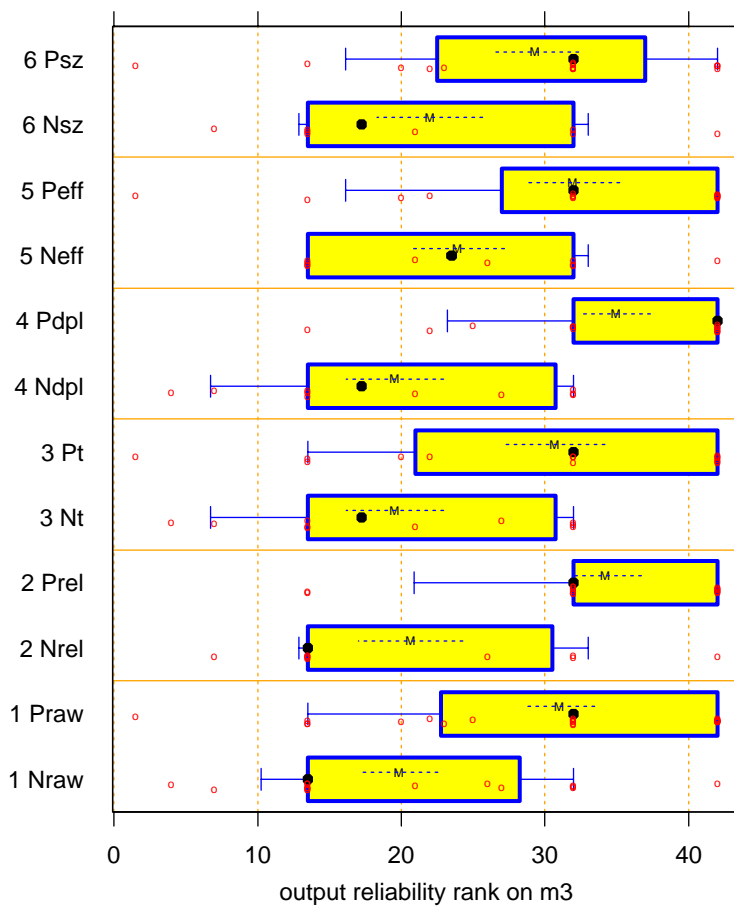 6 Psz
M
6 Nsz
M
5 Peff
M
5 Neff
M
4 Pdpl
M
4 Ndpl
M
3 Pt
M
3 Nt
M
2 Prel
M
2 Nrel
M
1 Praw
M
1 Nraw
M
0 10 20 30 40
output reliability rank on m3